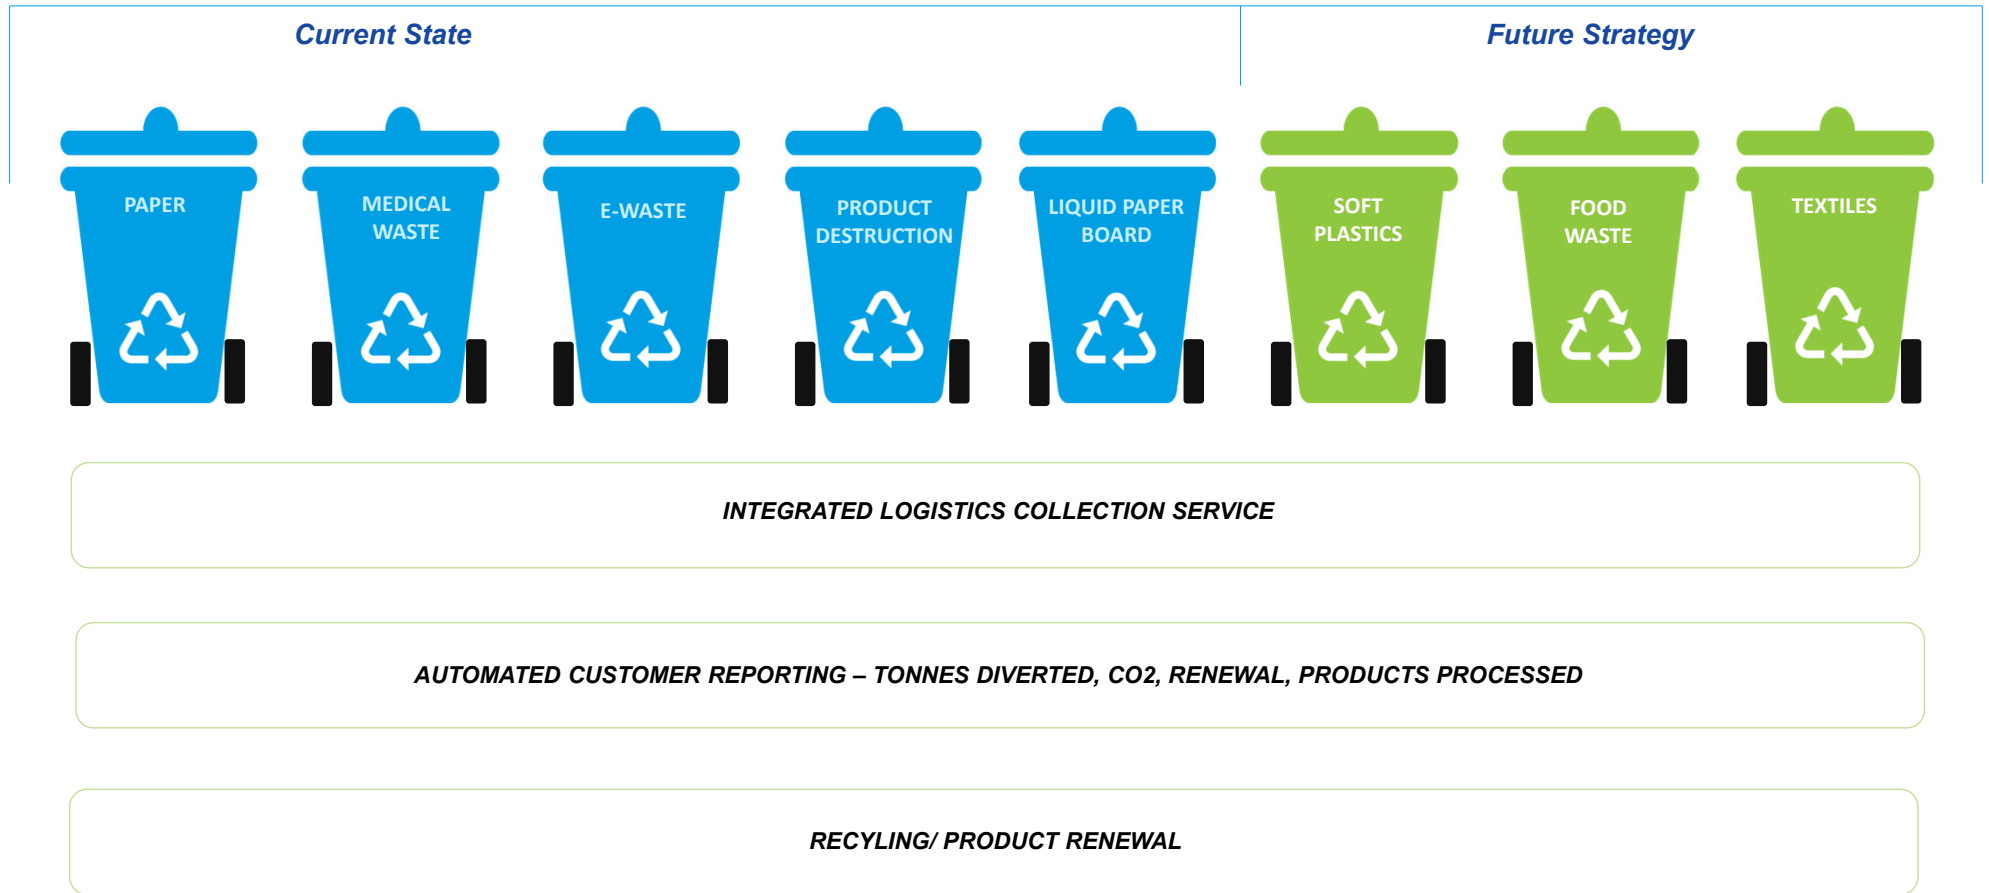 Current State
Future Strategy
PAPER
MEDICAL
WASTE
E-WASTE
PRODUCT
DESTRUCTION
LIQUID PAPER
BOARD
SOFT
PLASTICS
FOOD
WASTE
TEXTILES
INTEGRATED LOGISTICS COLLECTION SERVICE
AUTOMATED CUSTOMER REPORTING – TONNES DIVERTED, CO2, RENEWAL, PRODUCTS PROCESSED
RECYLING/ PRODUCT RENEWAL